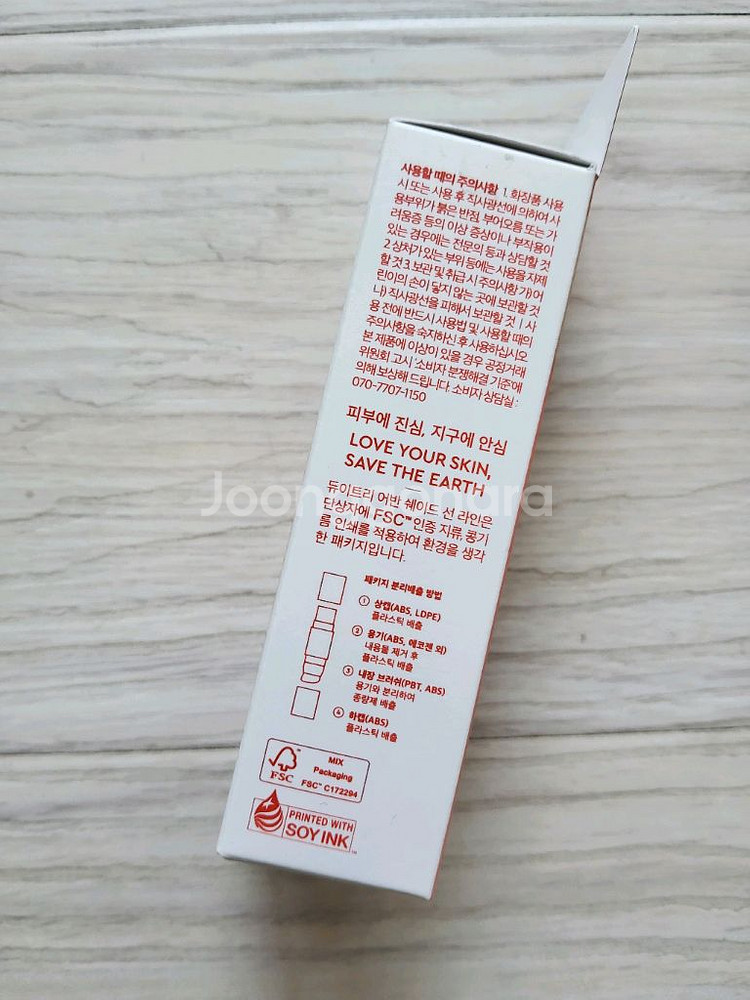 사용할 때의 주의사항 1. 화장품 사용
시 또는 사용 후 직사광선에 의하여 사
용부위가 붉은 반점, 부어오름 또는 가
려움증 등의 이상 증상이나 부작용이
있는 경우에는 전문의 등과 상담할 것
2. 상처가 있는 부위 등에는 사용을 자제
할 것 3. 보관 및 취급 시 주의사항 가) 어
린이의 손이 닿지 않는 곳에 보관할 것
나) 직사광선을 피해서 보관할 것 | 사
용 전에 반드시 사용법 및 사용할 때의
주의사항을 숙지하신 후 사용하십시오
본 제품에 이상이 있을 경우 공정거래
위원회 고시 '소비자 분쟁해결 기준'에
의해 보상해 드립니다. 소비자 상담실 :
070-7707-1150
피부에 진심, 지구에 안심
LOVE YOUR SKIN,
SAVE THE EARTH
Joonggonara
듀이트리 어반 쉐이드 선 라인은
단상자에 FSC™인증 지류, 콩기
름 인쇄를 적용하여 환경을 생각
한 패키지입니다.
패키지 분리배출 방법
① 상캡(ABS, LDPE)
플라스틱 배출
② 용기(ABS, 에코젠 외)
내용물 제거 후
플라스틱 배출
③ 내장 브러쉬(PBT, ABS)
용기와 분리하여
종량제 배출
④ 하캡(ABS)
플라스틱 배출
FSC
MIX
Packaging
FSC™ C172294
PRINTED WITH
SOY INK™